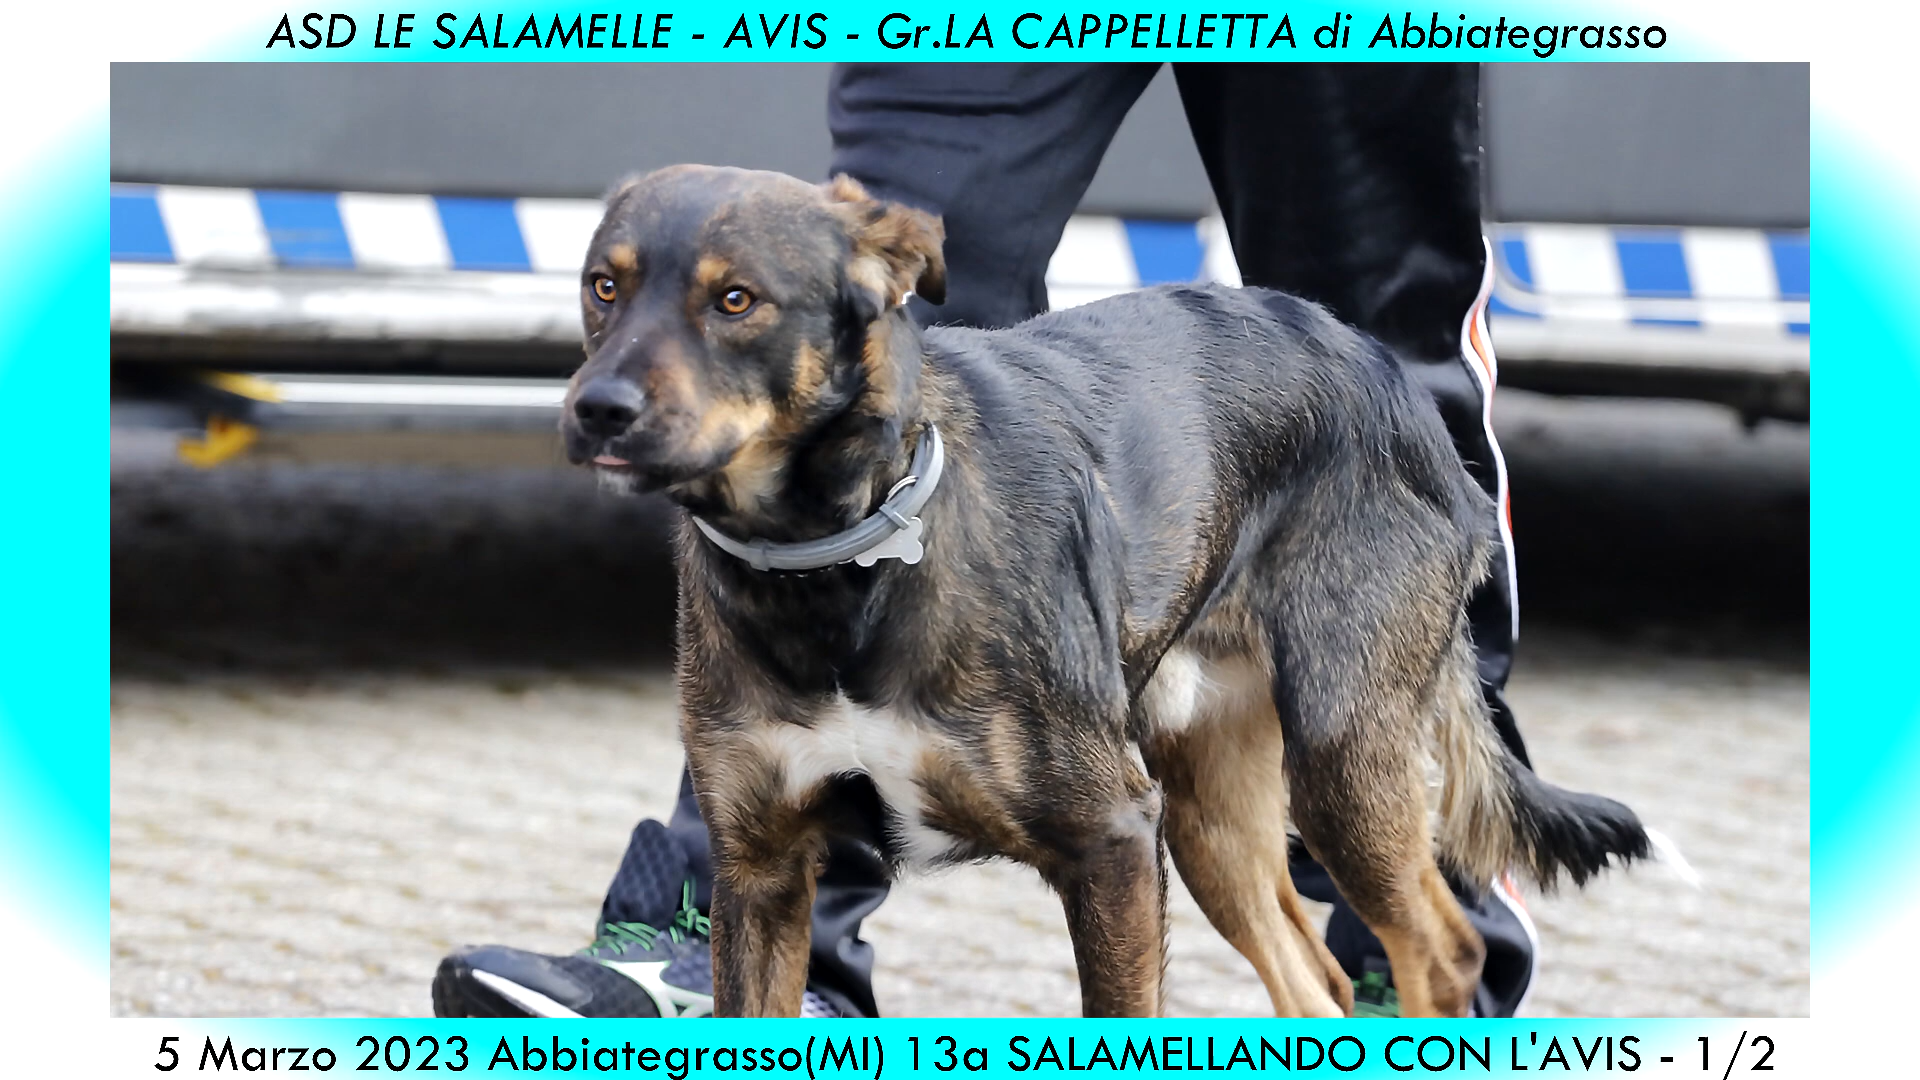 ASD LE SALAMELLE - AVIS - Gr.LA CAPPELLETTA di Abbiategrasso
5 Marzo 2023 Abbiategrasso(MI) 13a SALAMELLANDO CON L'AVIS - 1/2